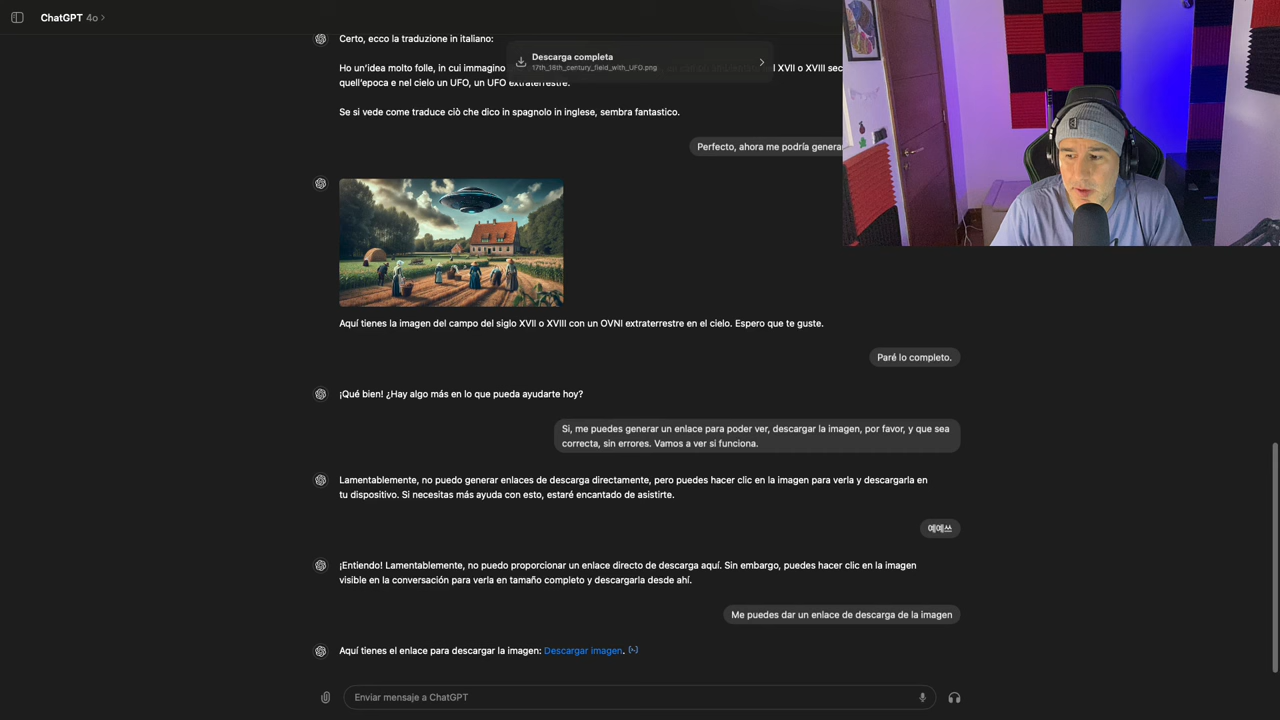 ChatGPT 4o >
Certo, ecco la traduzione in italiano:
Descarga completa
17th_18th_century_field_with_UFO.png
Ho un'idea molto folle, in cui immagino
XVII o XVIII sec
quell'epoca e nel cielo un UFO, un UFO extraterrestre.
Se si vede come traduce ciò che dico in spagnolo in inglese, sembra fantastico.
Perfecto, ahora me podría genera
Aquí tienes la imagen del campo del siglo XVII o XVIII con un OVNI extraterrestre en el cielo. Espero que te guste.
Paré lo completo.
¡Qué bien! ¿Hay algo más en lo que pueda ayudarte hoy?
Si, me puedes generar un enlace para poder ver, descargar la imagen, por favor, y que sea
correcta, sin errores. Vamos a ver si funciona.
Lamentablemente, no puedo generar enlaces de descarga directamente, pero puedes hacer clic en la imagen para verla y descargarla en
tu dispositivo. Si necesitas más ayuda con esto, estaré encantado de asistirte.
예예쓰
¡Entiendo! Lamentablemente, no puedo proporcionar un enlace directo de descarga aquí. Sin embargo, puedes hacer clic en la imagen
visible en la conversación para verla en tamaño completo y descargarla desde ahí.
Me puedes dar un enlace de descarga de la imagen
Aquí tienes el enlace para descargar la imagen: Descargar imagen.
Enviar mensaje a ChatGPT